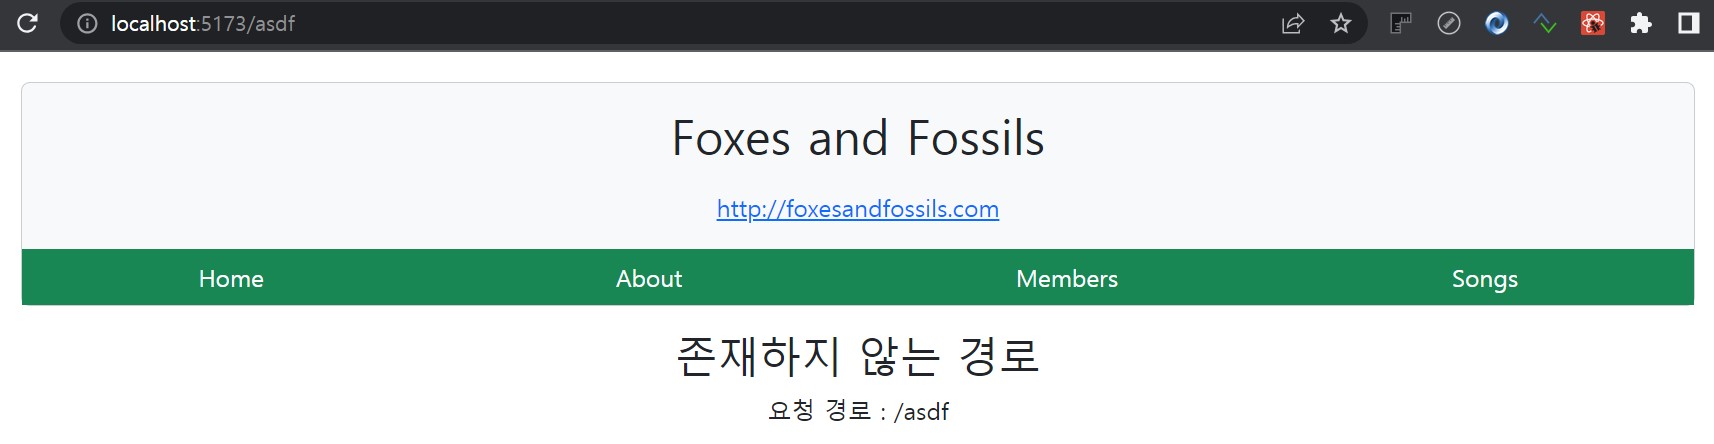 localhost:5173/asdf
Foxes and Fossils
http://foxesandfossils.com
Home About Members Songs
존재하지 않는 경로
요청 경로 : /asdf